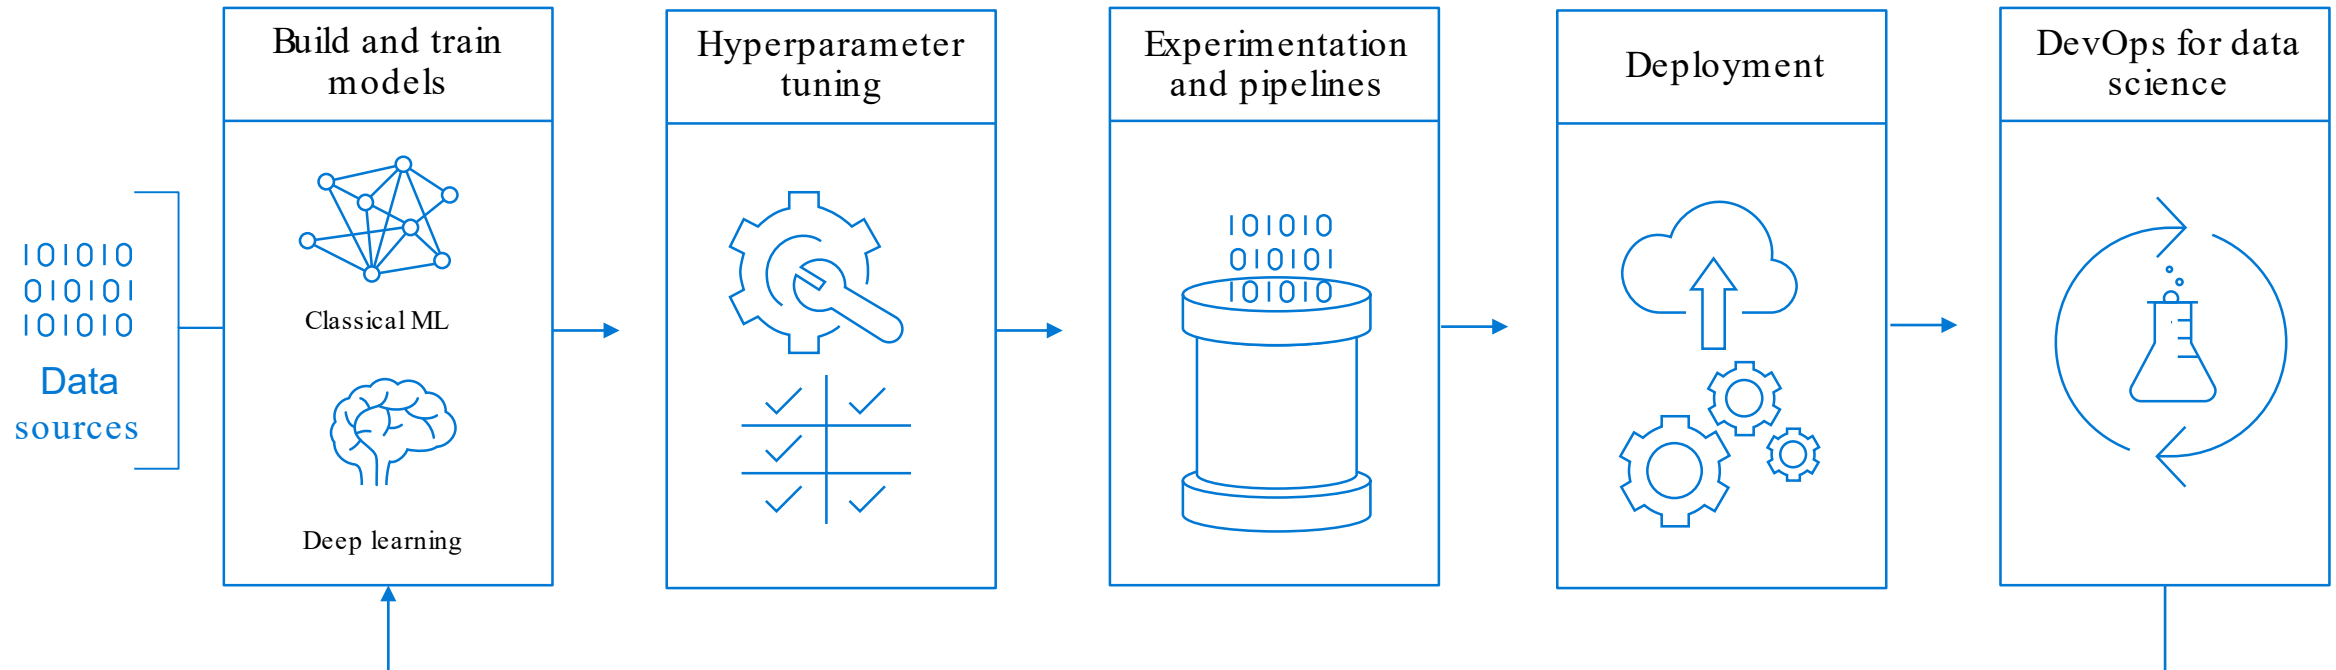 Build and train
models
Hyperparameter
tuning
Experimentation
and pipelines
Deployment
DevOps for data
science
101010
010101
101010
Data
sources
Classical ML
Deep learning
101010
010101
101010